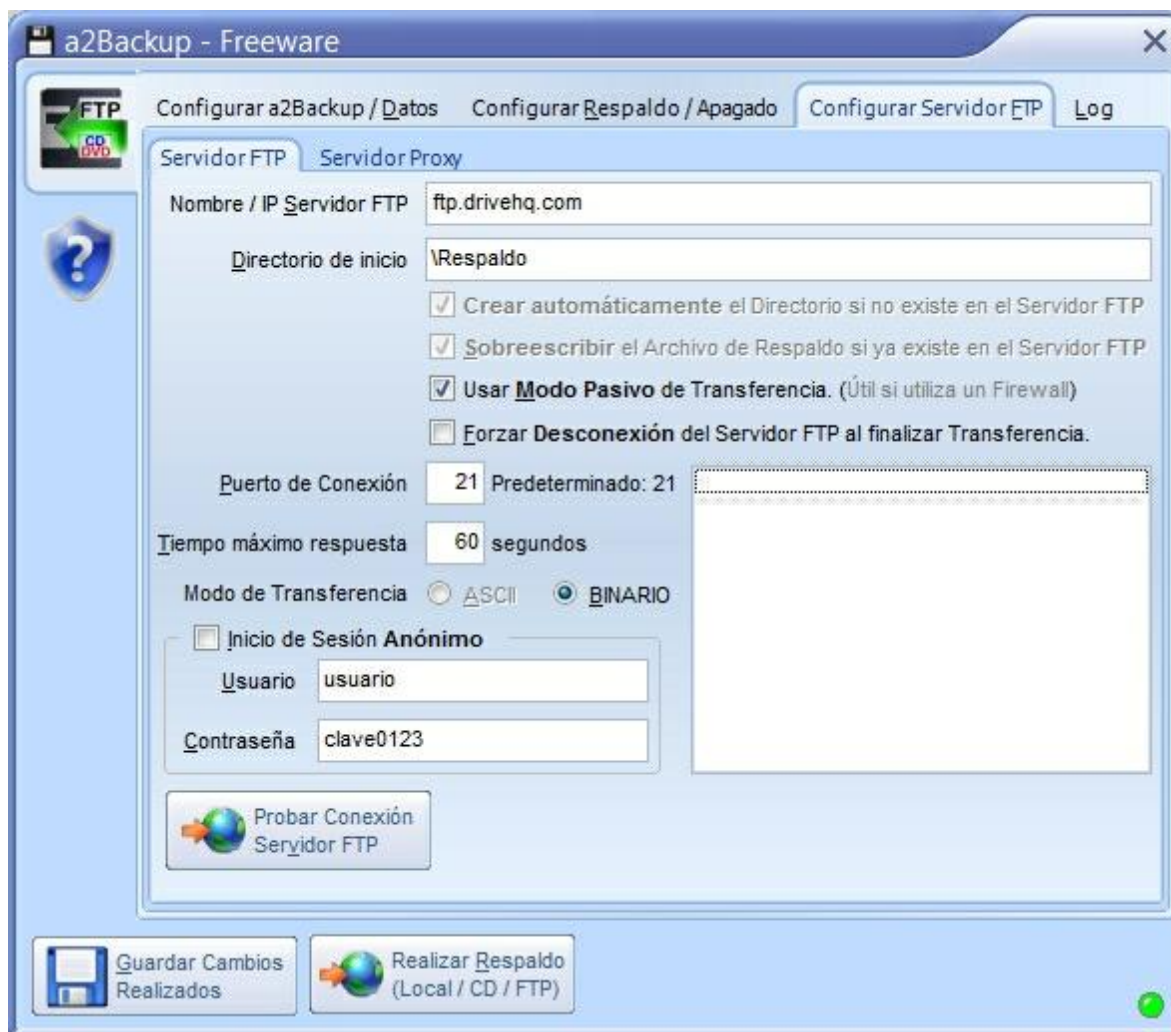 a2Backup - Freeware
FTP
CD
DVD
Configurar a2Backup / Datos
Configurar Respaldo / Apagado
Configurar Servidor FTP
Log
Servidor FTP
Servidor Proxy
Nombre / IP Servidor FTP
ftp.drivehq.com
Directorio de inicio
\Respaldo
Crear automáticamente el Directorio si no existe en el Servidor FTP
Sobreescribir el Archivo de Respaldo si ya existe en el Servidor FTP
Usar Modo Pasivo de Transferencia. (Útil si utiliza un Firewall)
Forzar Desconexión del Servidor FTP al finalizar Transferencia.
Puerto de Conexión
21
Predeterminado: 21
Tiempo máximo respuesta
60
segundos
Modo de Transferencia
ASCII
BINARIO
Inicio de Sesión Anónimo
Usuario
usuario
Contraseña
clave0123
Probar Conexión
Servidor FTP
Guardar Cambios
Realizados
Realizar Respaldo
(Local / CD / FTP)